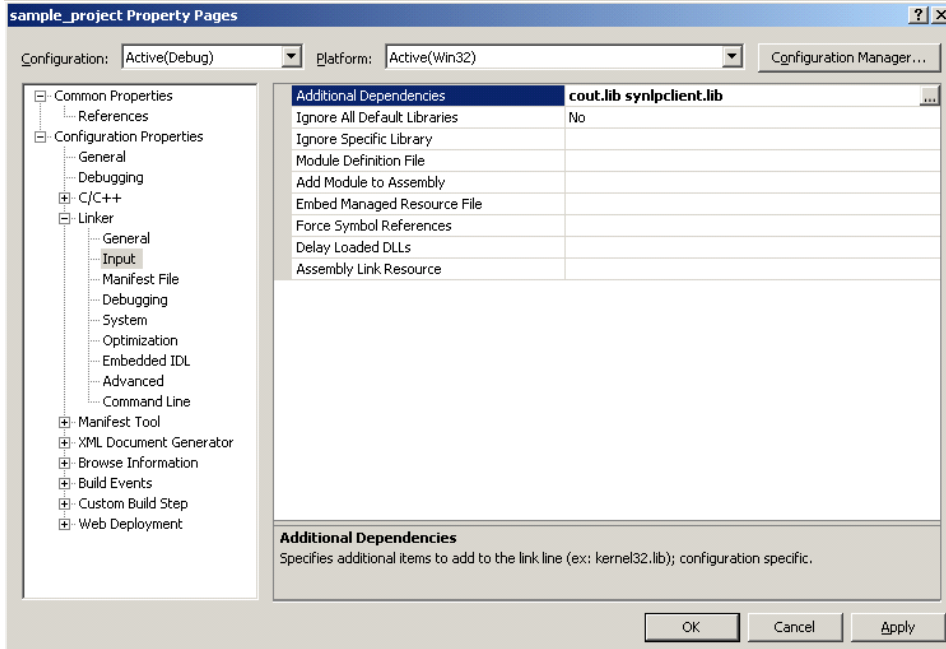 sample_project Property Pages
Configuration: Active(Debug) Platform: Active(Win32) Configuration Manager...
Common Properties
References
Configuration Properties
General
Debugging
C/C++
Linker
General
Input
Manifest File
Debugging
System
Optimization
Embedded IDL
Advanced
Command Line
Manifest Tool
XML Document Generator
Browse Information
Build Events
Custom Build Step
Web Deployment
Additional Dependencies cout.lib synlpclient.lib ...
Ignore All Default Libraries No
Ignore Specific Library
Module Definition File
Add Module to Assembly
Embed Managed Resource File
Force Symbol References
Delay Loaded DLLs
Assembly Link Resource
Additional Dependencies
Specifies additional items to add to the link line (ex: kernel32.lib); configuration specific.
OK Cancel Apply